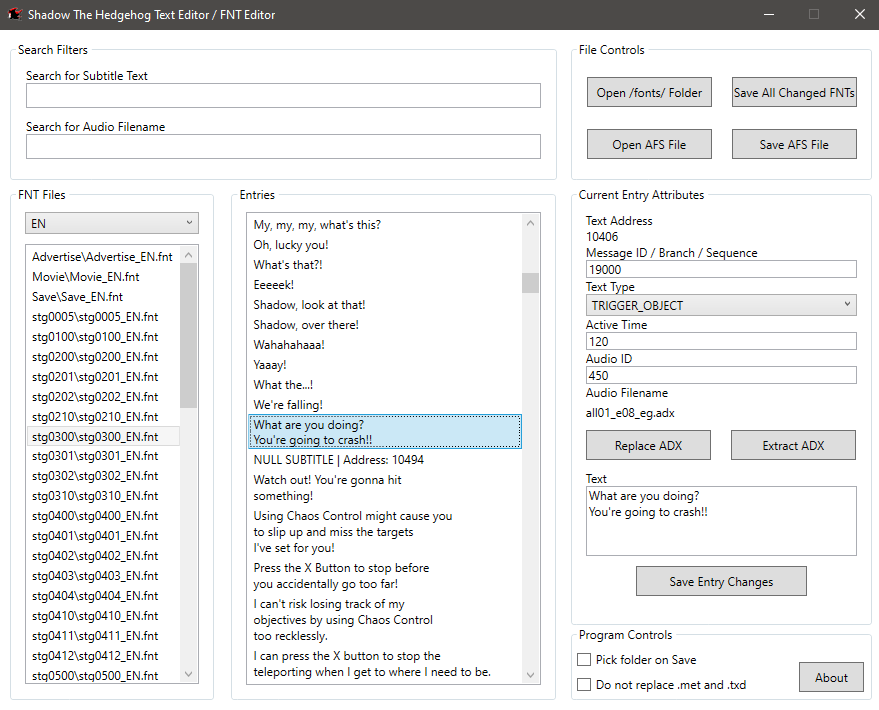 Shadow The Hedgehog Text Editor / FNT Editor
Search Filters
Search for Subtitle Text
Search for Audio Filename
File Controls
Open /fonts/ Folder
Save All Changed FNTs
Open AFS File
Save AFS File
FNT Files
EN
Advertise\Advertise_EN.fnt
Movie\Movie_EN.fnt
Save\Save_EN.fnt
stg0005\stg0005_EN.fnt
stg0100\stg0100_EN.fnt
stg0200\stg0200_EN.fnt
stg0201\stg0201_EN.fnt
stg0202\stg0202_EN.fnt
stg0210\stg0210_EN.fnt
stg0300\stg0300_EN.fnt
stg0301\stg0301_EN.fnt
stg0302\stg0302_EN.fnt
stg0310\stg0310_EN.fnt
stg0400\stg0400_EN.fnt
stg0401\stg0401_EN.fnt
stg0402\stg0402_EN.fnt
stg0403\stg0403_EN.fnt
stg0404\stg0404_EN.fnt
stg0410\stg0410_EN.fnt
stg0411\stg0411_EN.fnt
stg0412\stg0412_EN.fnt
stg0500\stg0500_EN.fnt
Entries
My, my, my, what's this?
Oh, lucky you!
What's that?!
Eeeeek!
Shadow, look at that!
Shadow, over there!
Wahahahaaa!
Yaaay!
What the...!
We're falling!
What are you doing?
You're going to crash!!
NULL SUBTITLE | Address: 10494
Watch out! You're gonna hit
something!
Using Chaos Control might cause you
to slip up and miss the targets
I've set for you!
Press the X Button to stop before
you accidentally go too far!
I can't risk losing track of my
objectives by using Chaos Control
too recklessly.
I can press the X button to stop the
teleporting when I get to where I need to be.
Current Entry Attributes
Text Address
10406
Message ID / Branch / Sequence
19000
Text Type
TRIGGER_OBJECT
Active Time
120
Audio ID
450
Audio Filename
all01_e08_eg.adx
Replace ADX
Extract ADX
Text
What are you doing?
You're going to crash!!
Save Entry Changes
Program Controls
Pick folder on Save
Do not replace .met and .txd
About